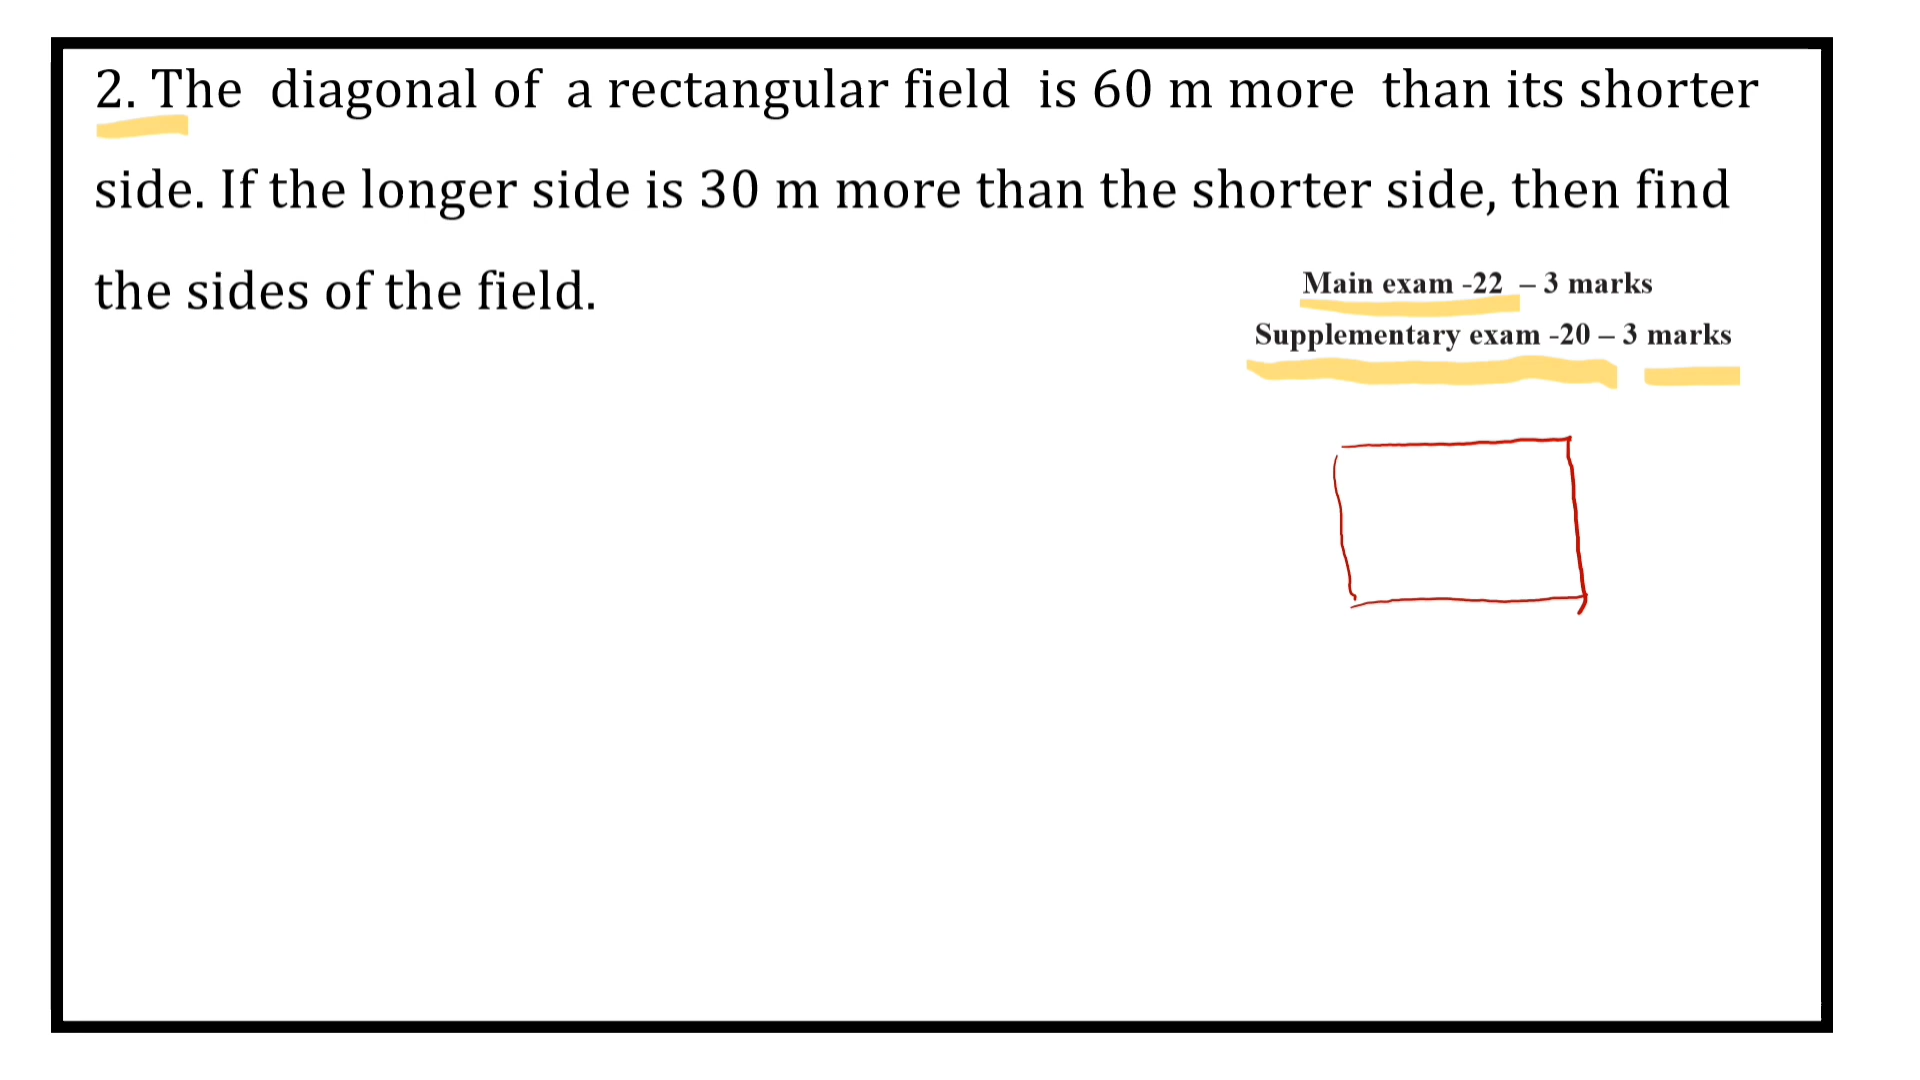 2. The diagonal of a rectangular field is 60 m more than its shorter
side. If the longer side is 30 m more than the shorter side, then find
the sides of the field.
Main exam -22 – 3 marks
Supplementary exam -20 – 3 marks